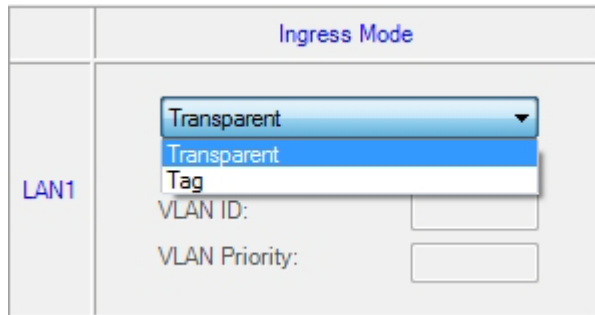 Ingress Mode
LAN1
Transparent
Transparent
Tag
VLAN ID:
VLAN Priority: